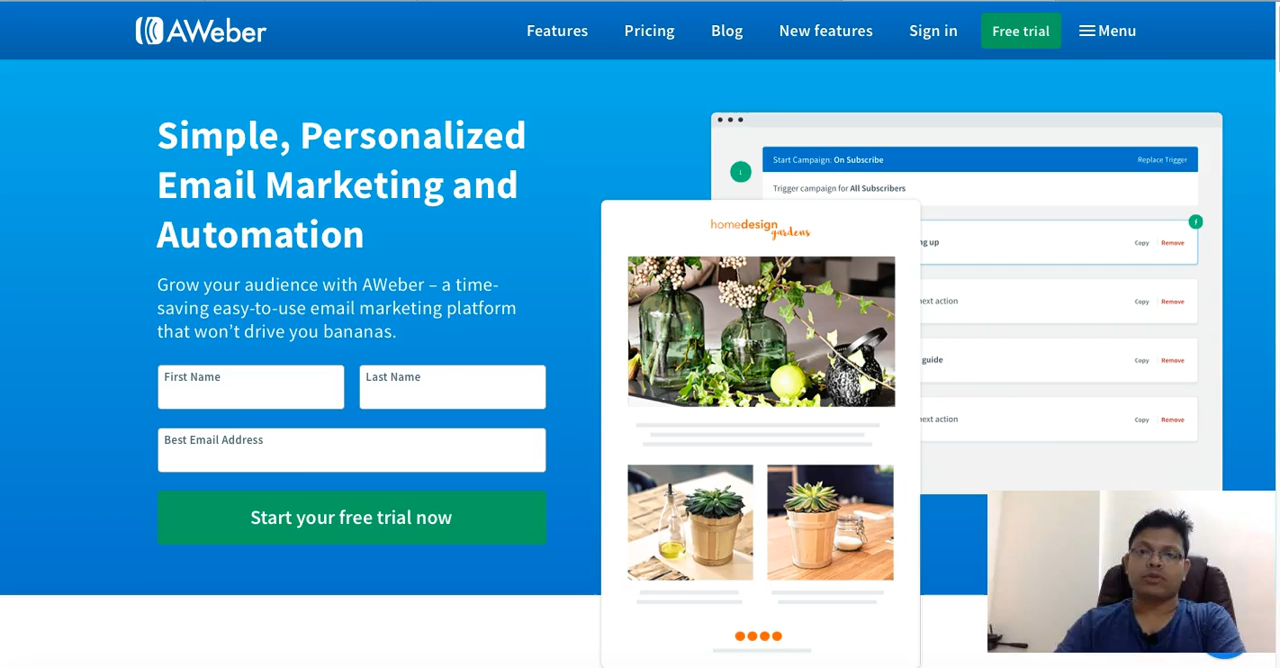 AWeber
Features
Pricing
Blog
New features
Sign in
Free trial
Menu
Simple, Personalized
Email Marketing and
Automation
Grow your audience with AWeber – a time-
saving easy-to-use email marketing platform
that won’t drive you bananas.
First Name
Last Name
Best Email Address
Start your free trial now
Start Campaign: On Subscribe
Replace Trigger
Trigger campaign for All Subscribers
homedesign
gardens
up
Copy
Remove
action
Copy
Remove
guide
Copy
Remove
action
Copy
Remove